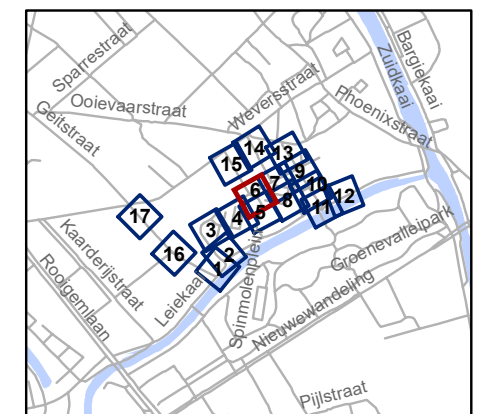 Sparrestraat
Bargiekaai
Zuidkaai
Weversstraat
Ooievaarstraat
Phoenixstraat
Geitstraat
14
13
15
9
7
10
6
12
8
11
5
17
4
3
Groenevalleipark
16
2
1
Kaarderijstraat
Leiekaai
Spinmolenplein
Rooigemlaan
Nieuwewandeling
Pijlstraat